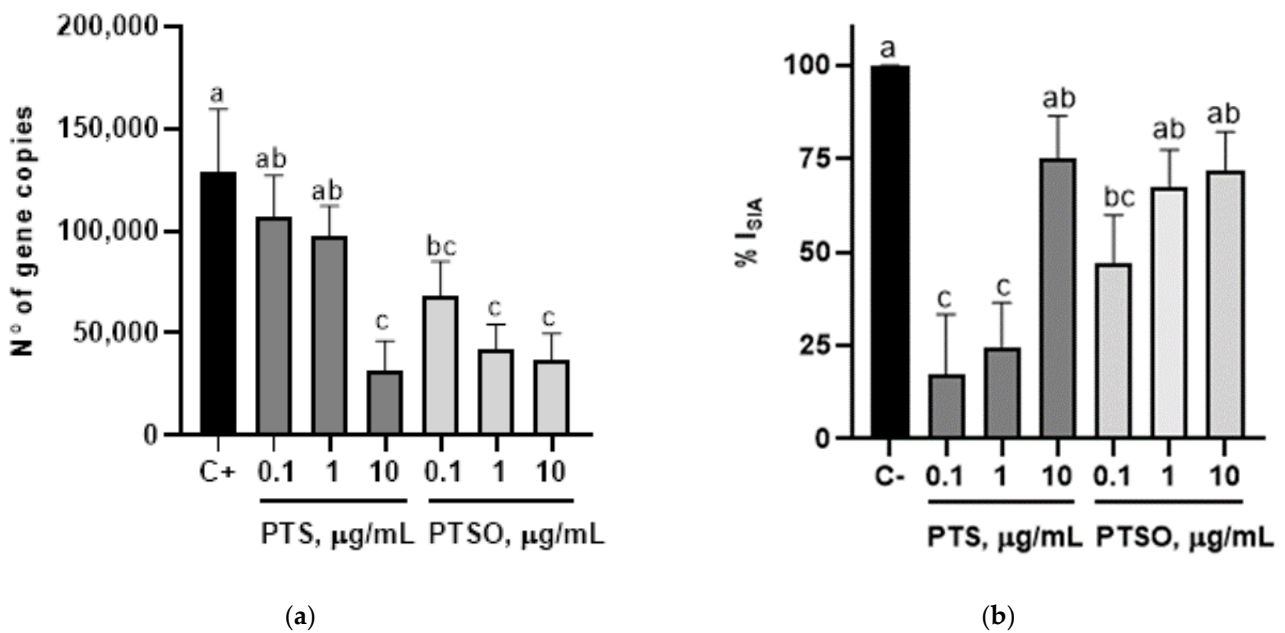 200,000
150,000
100,000
50,000
0
Nº of gene copies
a
ab
ab
c
bc
c
c
C+ 0.1 1 10 0.1 1 10
PTS, μg/mL PTSO, μg/mL
(a)
100
75
50
25
0
% I_SIA
a
c
c
ab
bc
ab
ab
C- 0.1 1 10 0.1 1 10
PTS, μg/mL PTSO, μg/mL
(b)